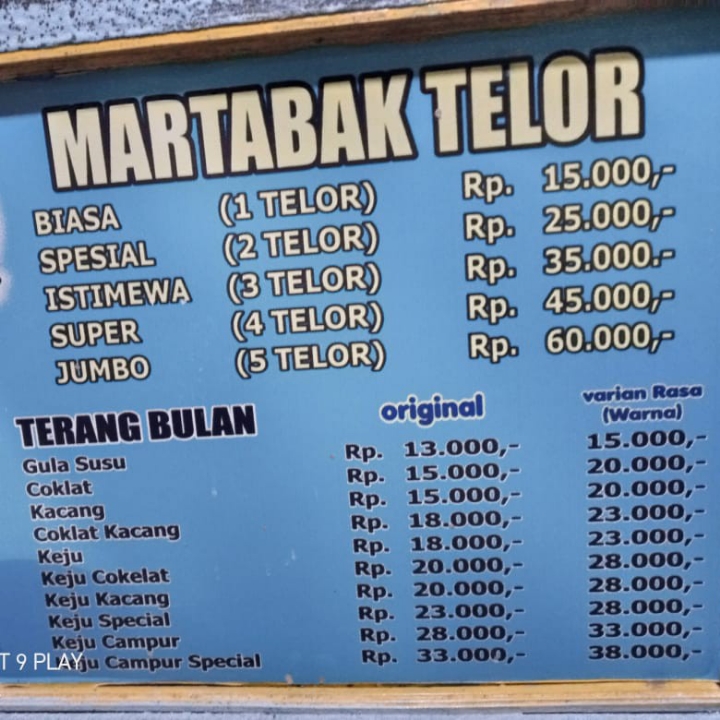 MARTABAK TELOR
BIASA (1 TELOR) Rp. 15.000,-
SPESIAL (2 TELOR) Rp. 25.000,-
ISTIMEWA (3 TELOR) Rp. 35.000.-
SUPER (4 TELOR) Rp. 45.000,-
JUMBO (5 TELOR) Rp. 60.000,-
TERANG BULAN original varian Rasa
(Warna)
Gula Susu Rp. 13.000,- 15.000,-
Coklat Rp. 15.000,- 20.000,-
Kacang Rp. 15.000,- 20.000,-
Coklat Kacang Rp. 18.000,- 23.000,-
Keju Rp. 18.000,- 23.000,-
Keju Cokelat Rp. 20.000,- 28.000,-
Keju Kacang Rp. 20.000,- 28.000,-
Keju Special Rp. 23.000,- 28.000,-
Keju Campur Rp. 28.000,- 33.000,-
Keju Campur Special Rp. 33.000,- 38.000,-
T 9 PLAY